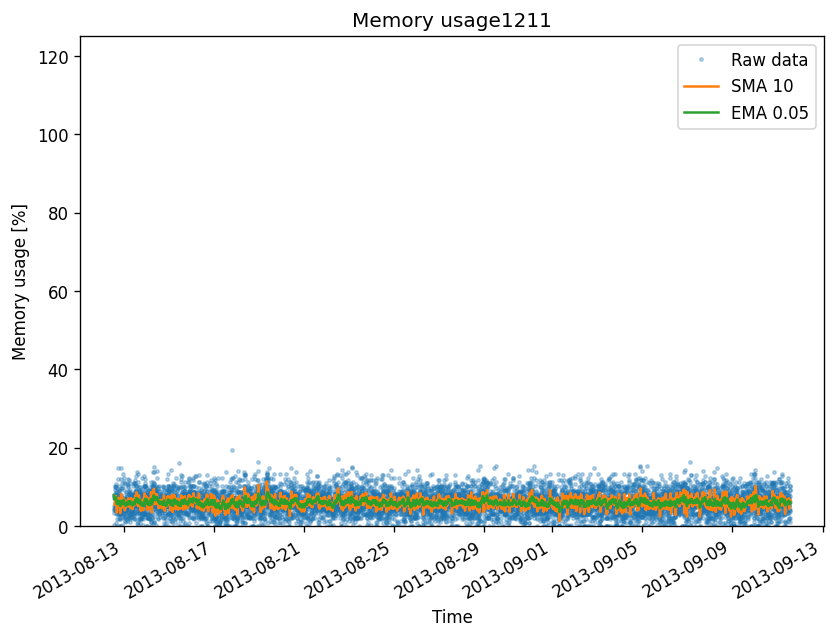 Memory usage1211
Raw data
SMA 10
EMA 0.05
Memory usage [%]
120
100
80
60
40
20
0
2013-08-13
2013-08-17
2013-08-21
2013-08-25
2013-08-29
2013-09-01
2013-09-05
2013-09-09
2013-09-13
Time